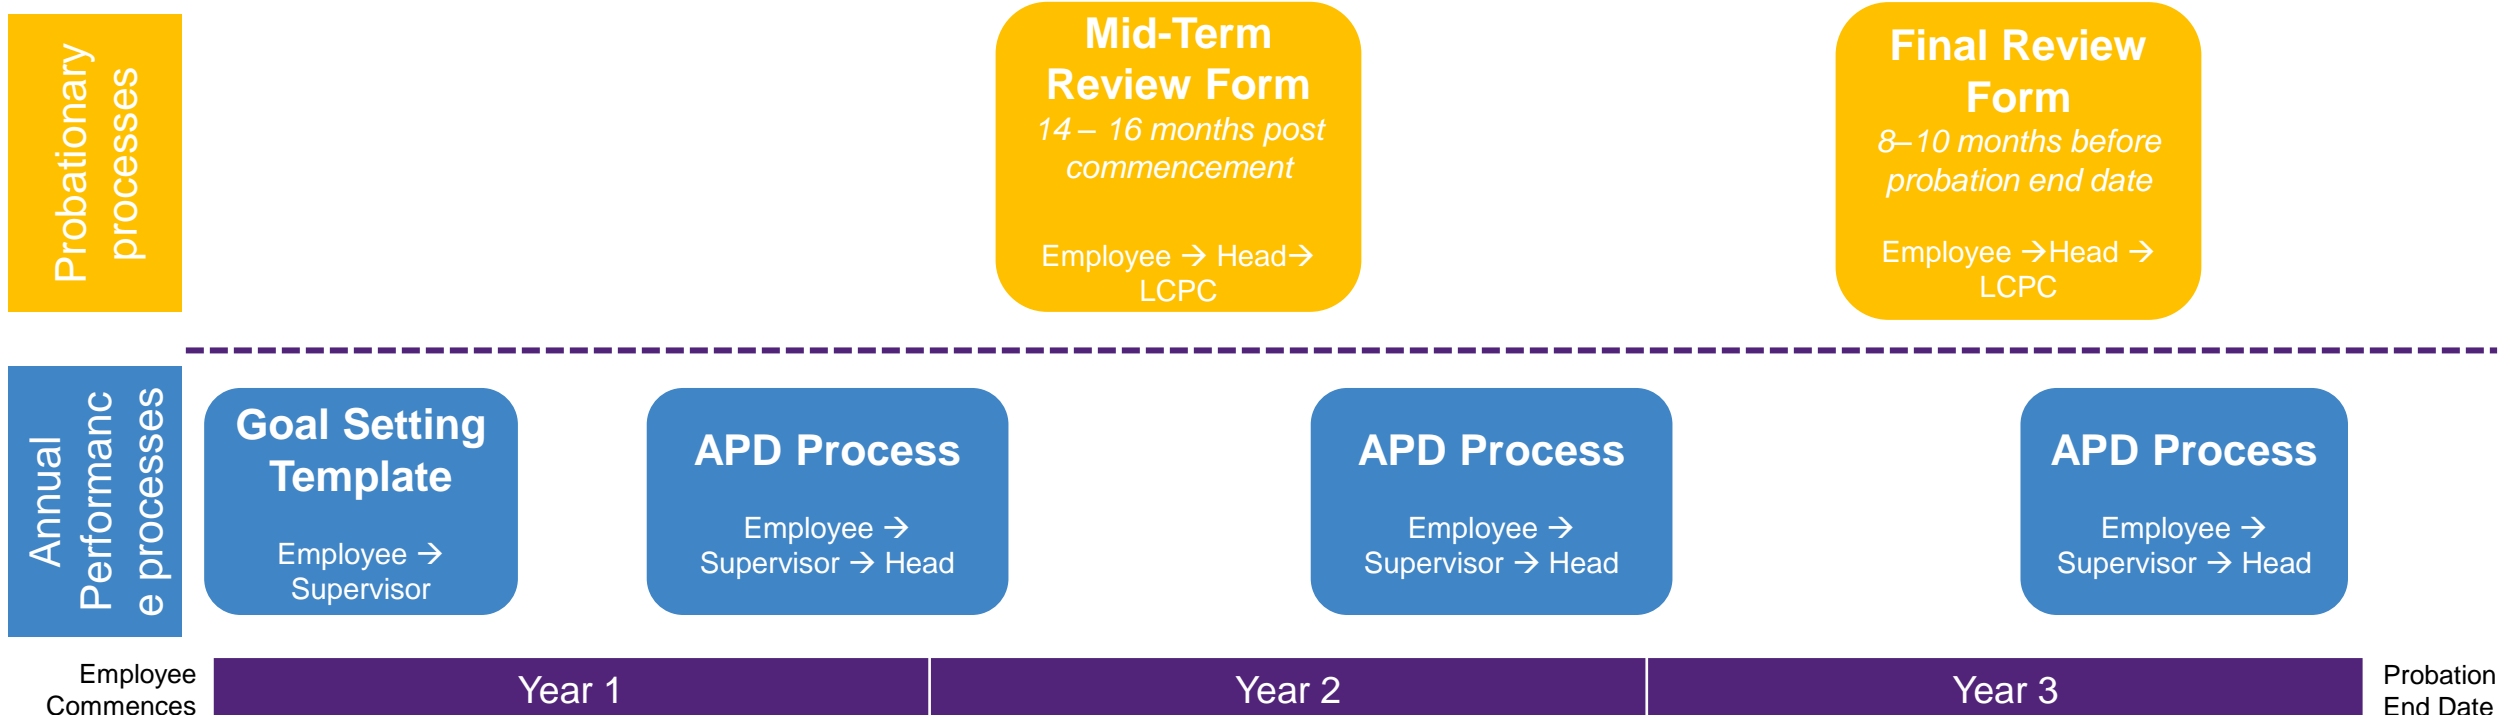 Probationary
processes
Mid-Term
Review Form
14 – 16 months post
commencement
Employee → Head→
LCPC
Final Review
Form
8–10 months before
probation end date
Employee →Head →
LCPC
Annual
Performanc
e processes
Goal Setting
Template
Employee →
Supervisor
APD Process
Employee →
Supervisor → Head
APD Process
Employee →
Supervisor → Head
APD Process
Employee →
Supervisor → Head
Employee
Commences
Year 1
Year 2
Year 3
Probation
End Date